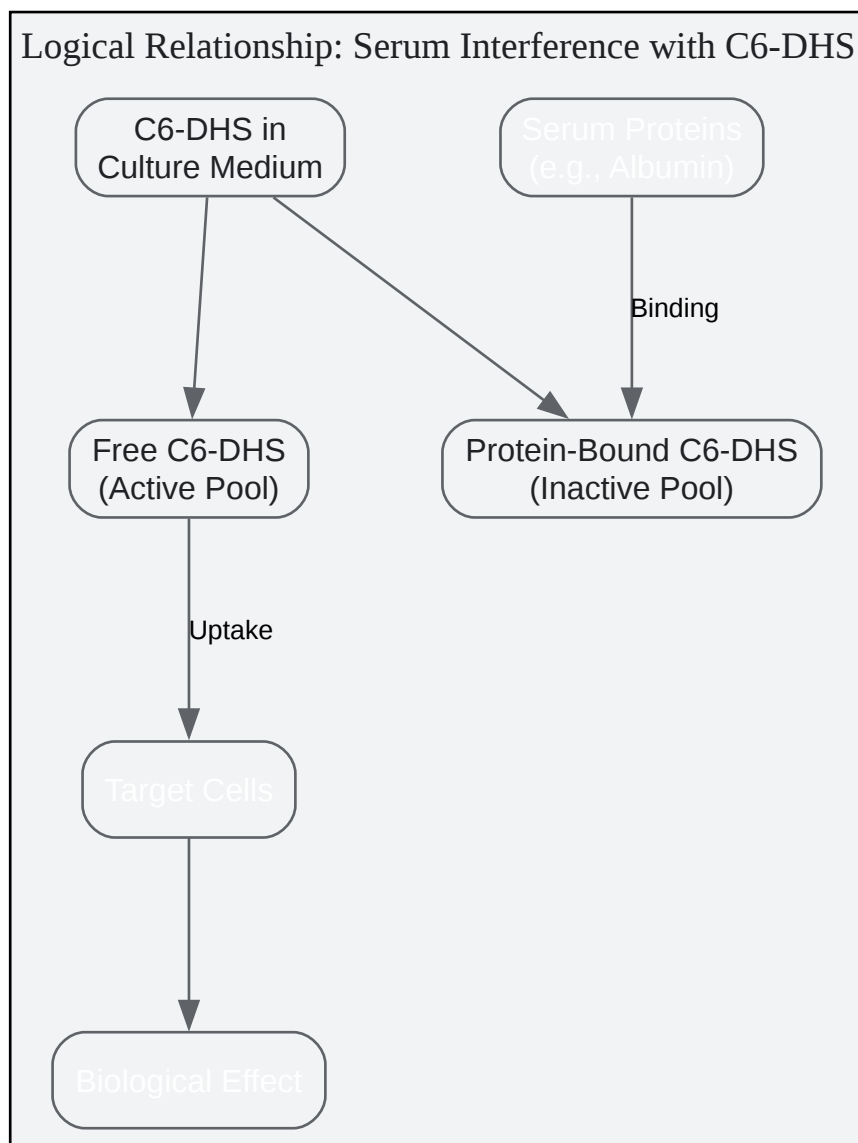 Logical Relationship: Serum Interference with C6-DHS
C6-DHS in
Culture Medium
Serum Proteins
(e.g., Albumin)
Binding
Free C6-DHS
(Active Pool)
Protein-Bound C6-DHS
(Inactive Pool)
Uptake
Target Cells
Biological Effect